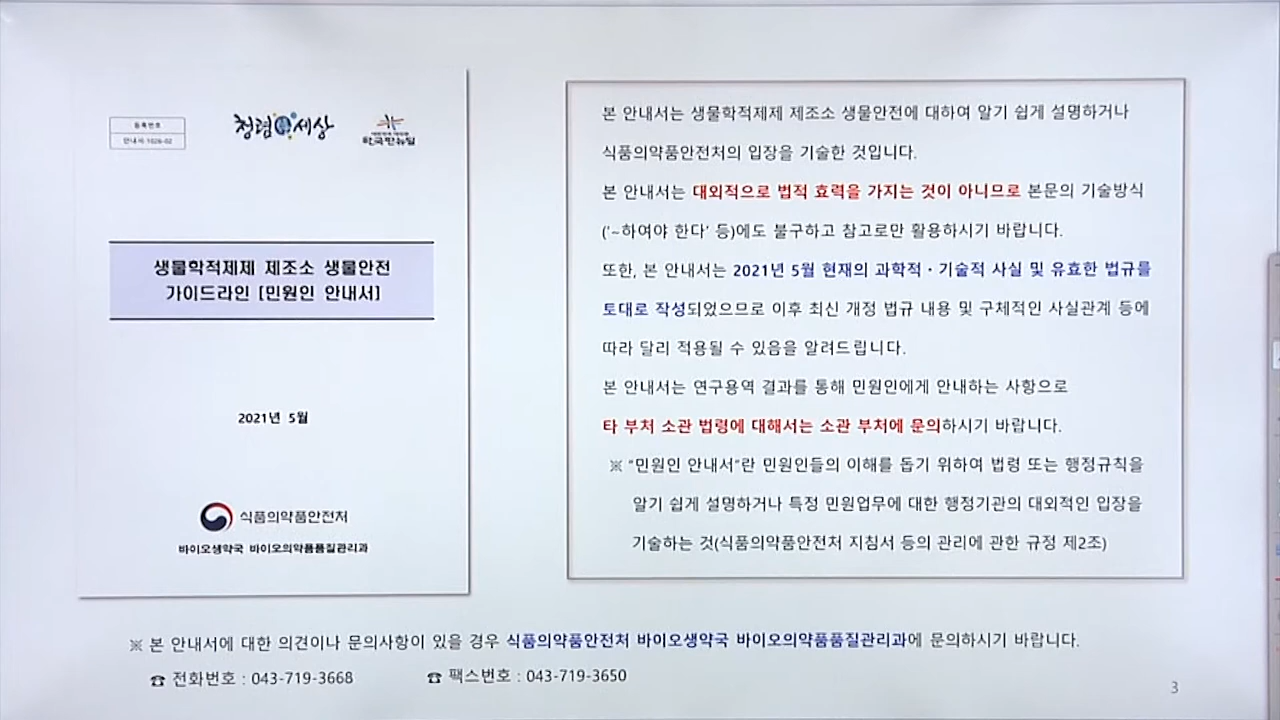 등록번호
안내서-1026-02
청렴세상
대한민국 대전환
한국판뉴딜
생물학적제제 제조소 생물안전
가이드라인 [민원인 안내서]
2021년 5월
식품의약품안전처
바이오생약국 바이오의약품품질관리과
본 안내서는 생물학적제제 제조소 생물안전에 대하여 알기 쉽게 설명하거나
식품의약품안전처의 입장을 기술한 것입니다.
본 안내서는 대외적으로 법적 효력을 가지는 것이 아니므로 본문의 기술방식
('~하여야 한다' 등)에도 불구하고 참고로만 활용하시기 바랍니다.
또한, 본 안내서는 2021년 5월 현재의 과학적·기술적 사실 및 유효한 법규를
토대로 작성되었으므로 이후 최신 개정 법규 내용 및 구체적인 사실관계 등에
따라 달리 적용될 수 있음을 알려드립니다.
본 안내서는 연구용역 결과를 통해 민원인에게 안내하는 사항으로
타 부처 소관 법령에 대해서는 소관 부처에 문의하시기 바랍니다.
※ "민원인 안내서"란 민원인들의 이해를 돕기 위하여 법령 또는 행정규칙을
알기 쉽게 설명하거나 특정 민원업무에 대한 행정기관의 대외적인 입장을
기술하는 것(식품의약품안전처 지침서 등의 관리에 관한 규정 제2조)
※ 본 안내서에 대한 의견이나 문의사항이 있을 경우 식품의약품안전처 바이오생약국 바이오의약품품질관리과에 문의하시기 바랍니다.
☎ 전화번호 : 043-719-3668 ☎ 팩스번호 : 043-719-3650
3